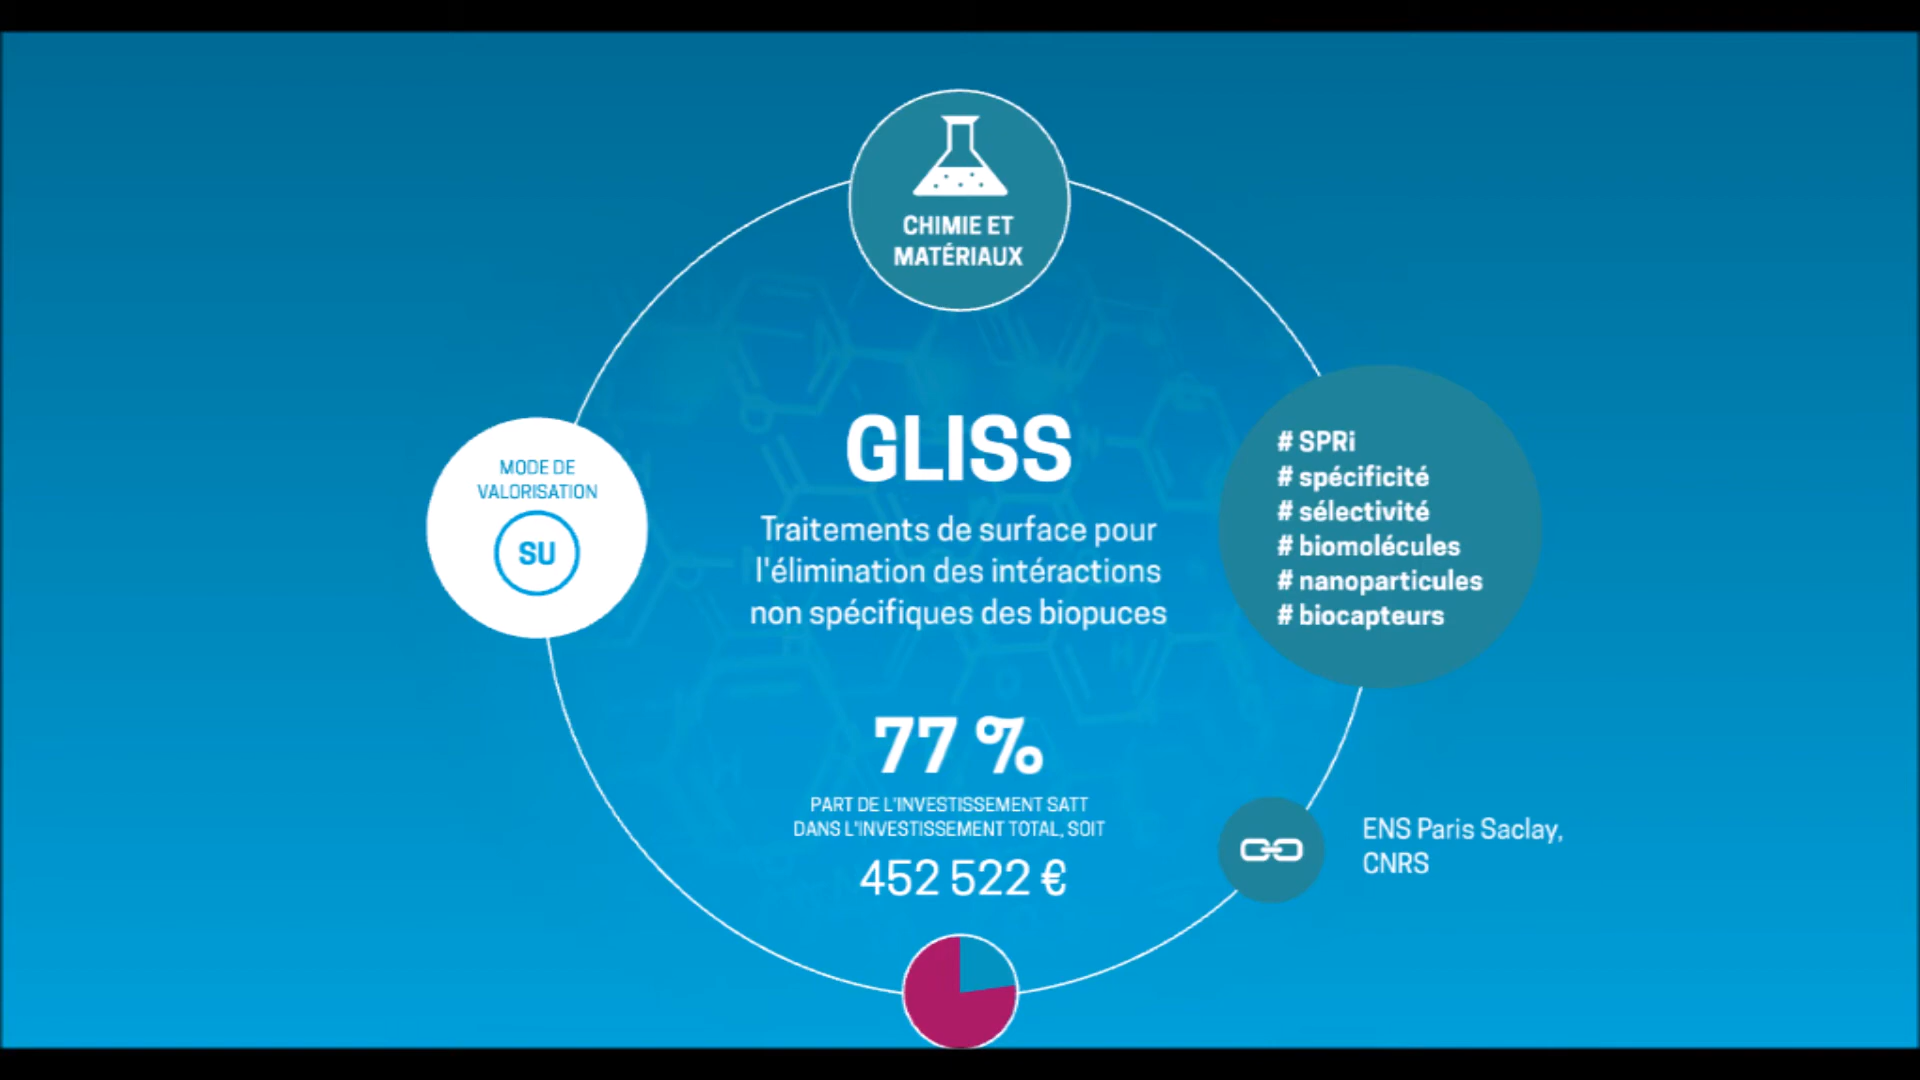 CHIMIE ET
MATÉRIAUX
MODE DE
VALORISATION
SU
GLISS
Traitements de surface pour
l'élimination des intéractions
non spécifiques des biopuces
# SPRi
# spécificité
# sélectivité
# biomolécules
# nanoparticules
# biocapteurs
77 %
PART DE L'INVESTISSEMENT SATT
DANS L'INVESTISSEMENT TOTAL, SOIT
452 522 €
ENS Paris Saclay,
CNRS